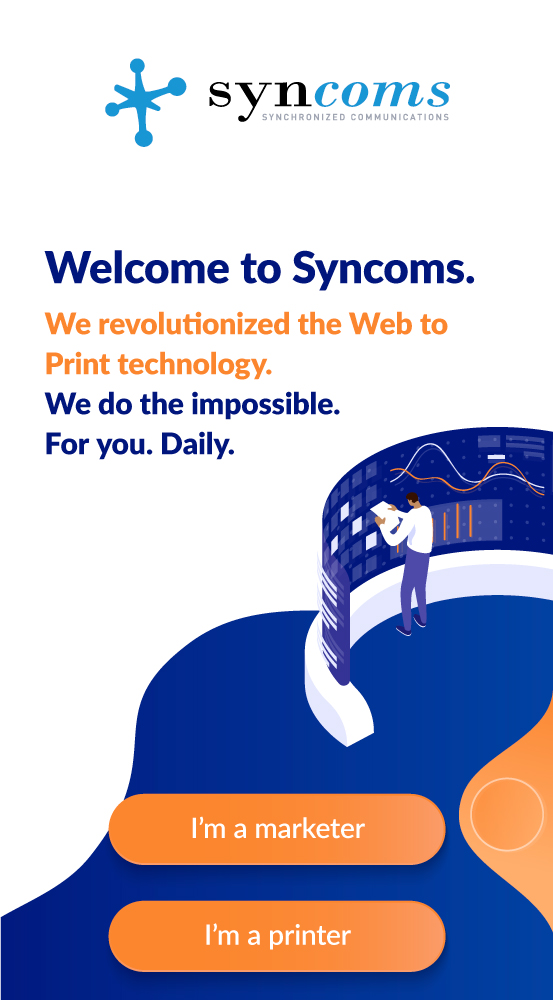 syncoms
SYNCHRONIZED COMMUNICATIONS
Welcome to Syncoms.
We revolutionized the Web to
Print technology.
We do the impossible.
For you. Daily.
I'm a marketer
I'm a printer